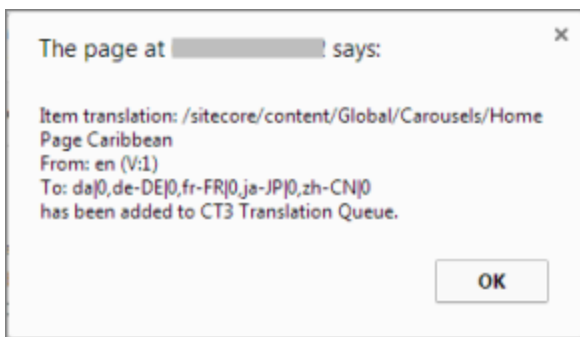 The page at says:
Item translation: /sitecore/content/Global/Carousels/Home
Page Caribbean
From: en (V:1)
To: da|0,de-DE|0,fr-FR|0,ja-JP|0,zh-CN|0
has been added to CT3 Translation Queue.
OK